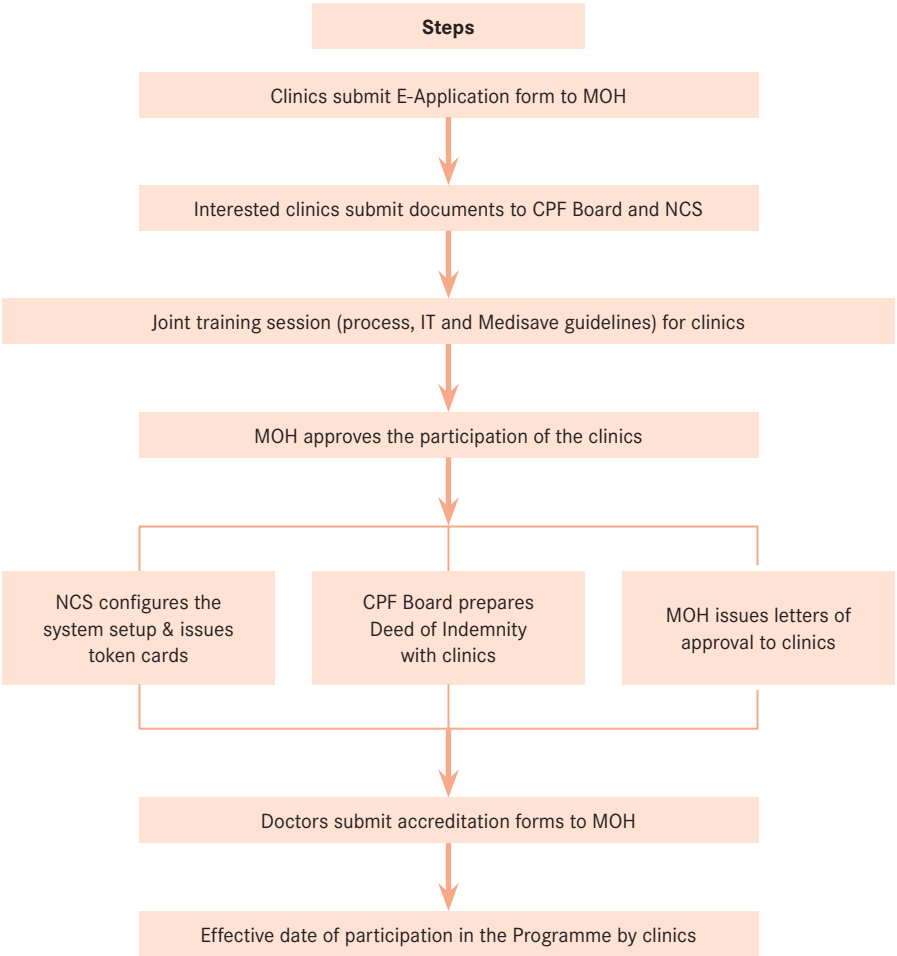 Steps
Clinics submit E-Application form to MOH
Interested clinics submit documents to CPF Board and NCS
Joint training session (process, IT and Medisave guidelines) for clinics
MOH approves the participation of the clinics
NCS configures the
system setup & issues
token cards
CPF Board prepares
Deed of Indemnity
with clinics
MOH issues letters of
approval to clinics
Doctors submit accreditation forms to MOH
Effective date of participation in the Programme by clinics